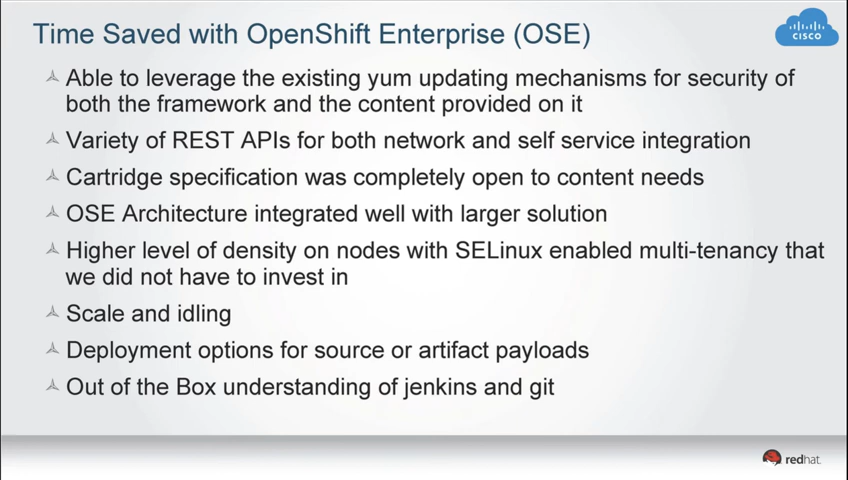 Time Saved with OpenShift Enterprise (OSE)
CISCO
Able to leverage the existing yum updating mechanisms for security of
both the framework and the content provided on it
Variety of REST APIs for both network and self service integration
Cartridge specification was completely open to content needs
OSE Architecture integrated well with larger solution
Higher level of density on nodes with SELinux enabled multi-tenancy that
we did not have to invest in
Scale and idling
Deployment options for source or artifact payloads
Out of the Box understanding of jenkins and git
redhat.